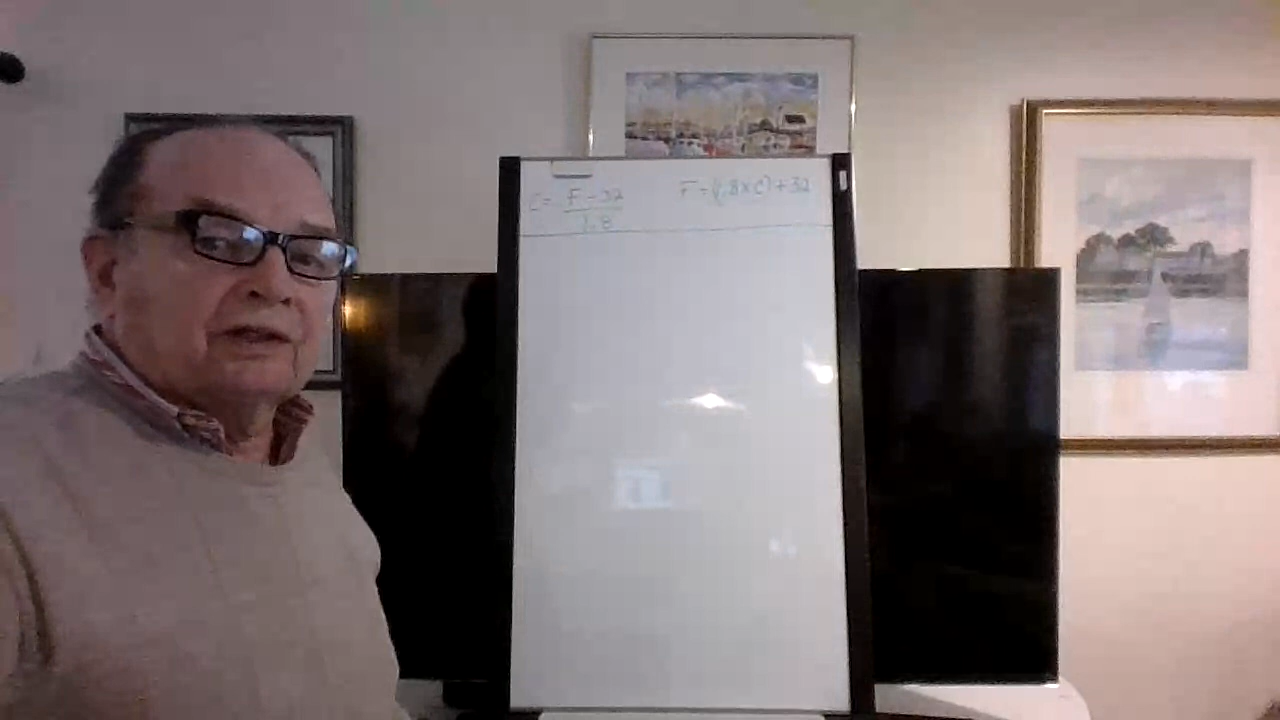 C = F - 32 F = (1.8 x C) + 32
1.8